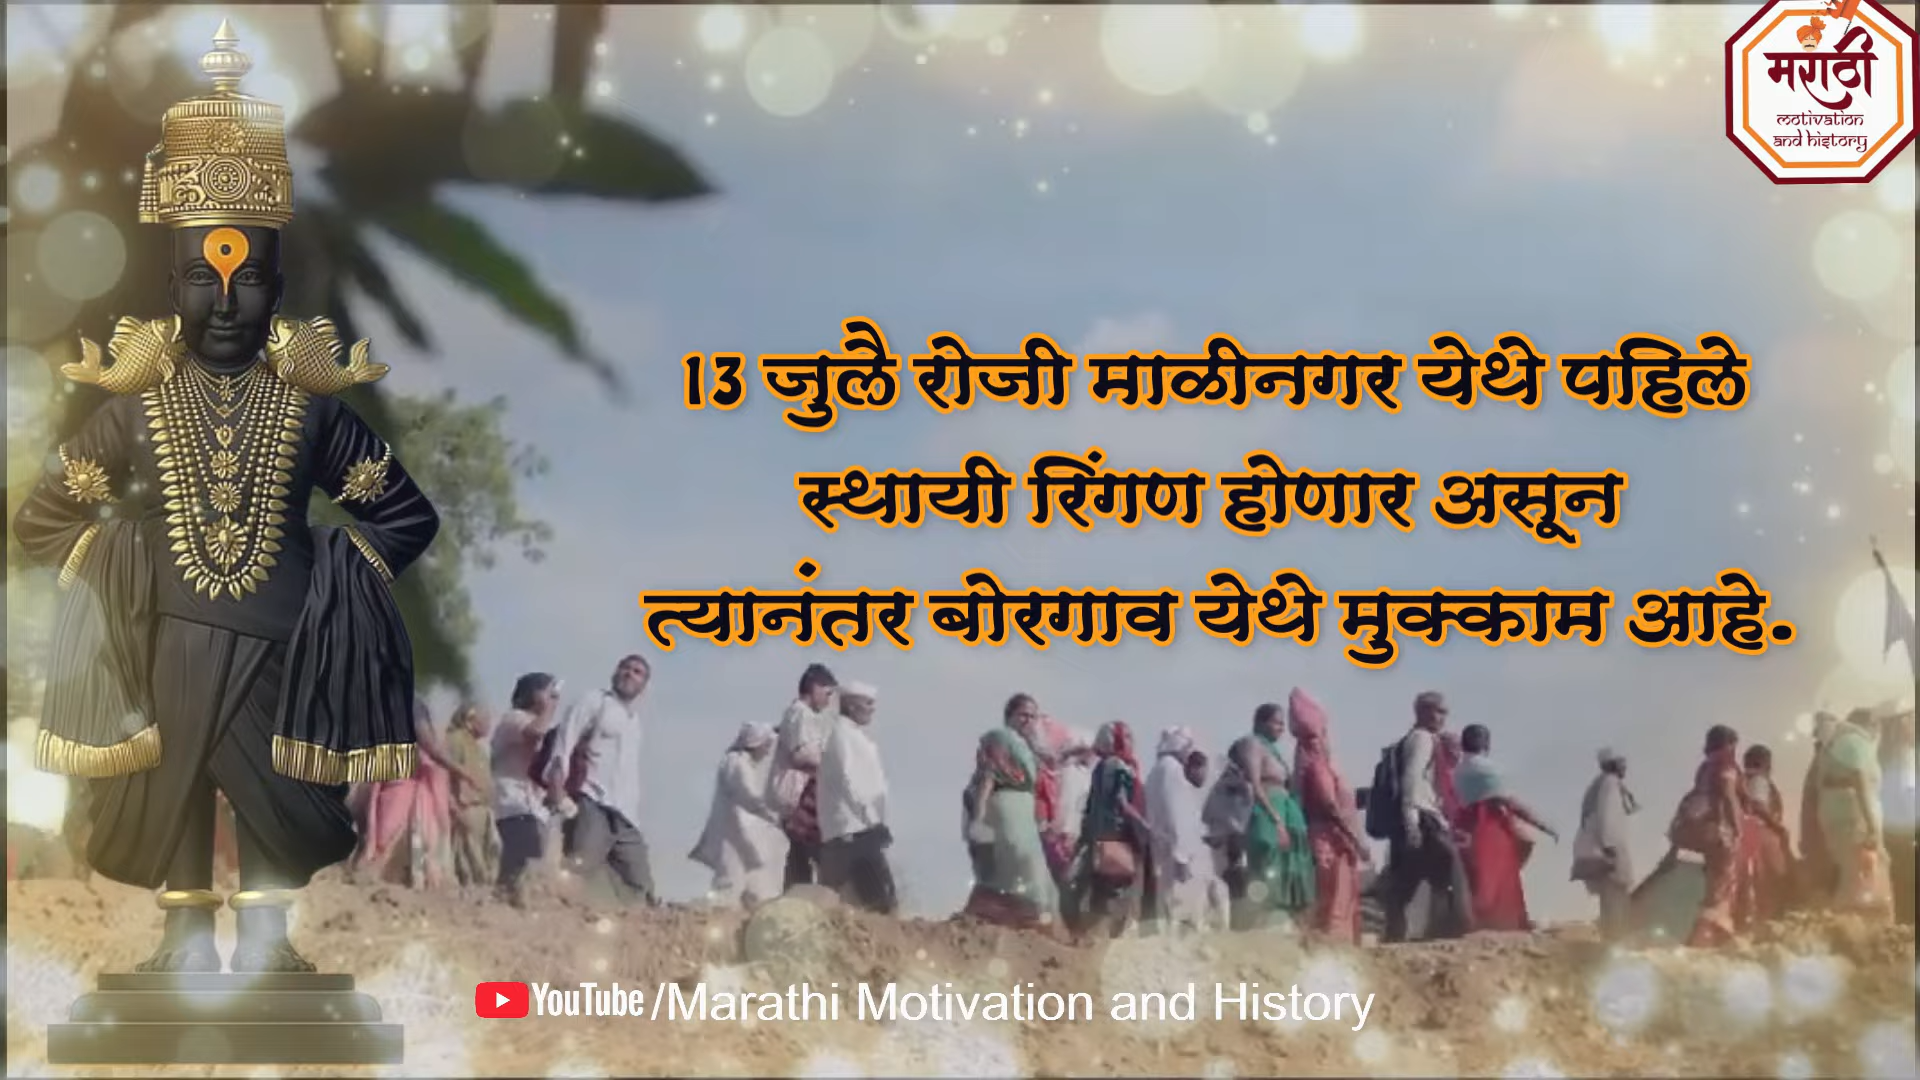 मराठी
motivation
and history
13 जुलै रोजी माळीनगर येथे पहिले
स्थायी रिंगण होणार असून
त्यानंतर बोरगाव येथे मुक्काम आहे.
YouTube /Marathi Motivation and History